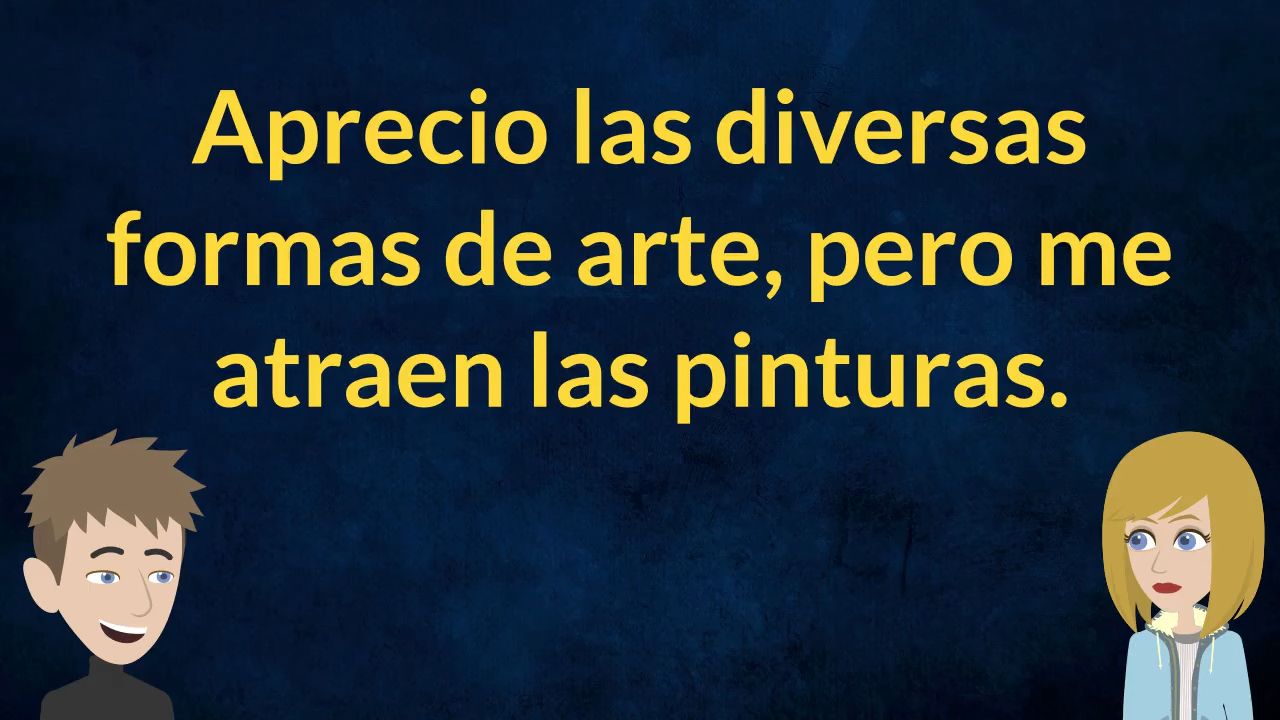 Aprecio las diversas
formas de arte, pero me
atraen las pinturas.